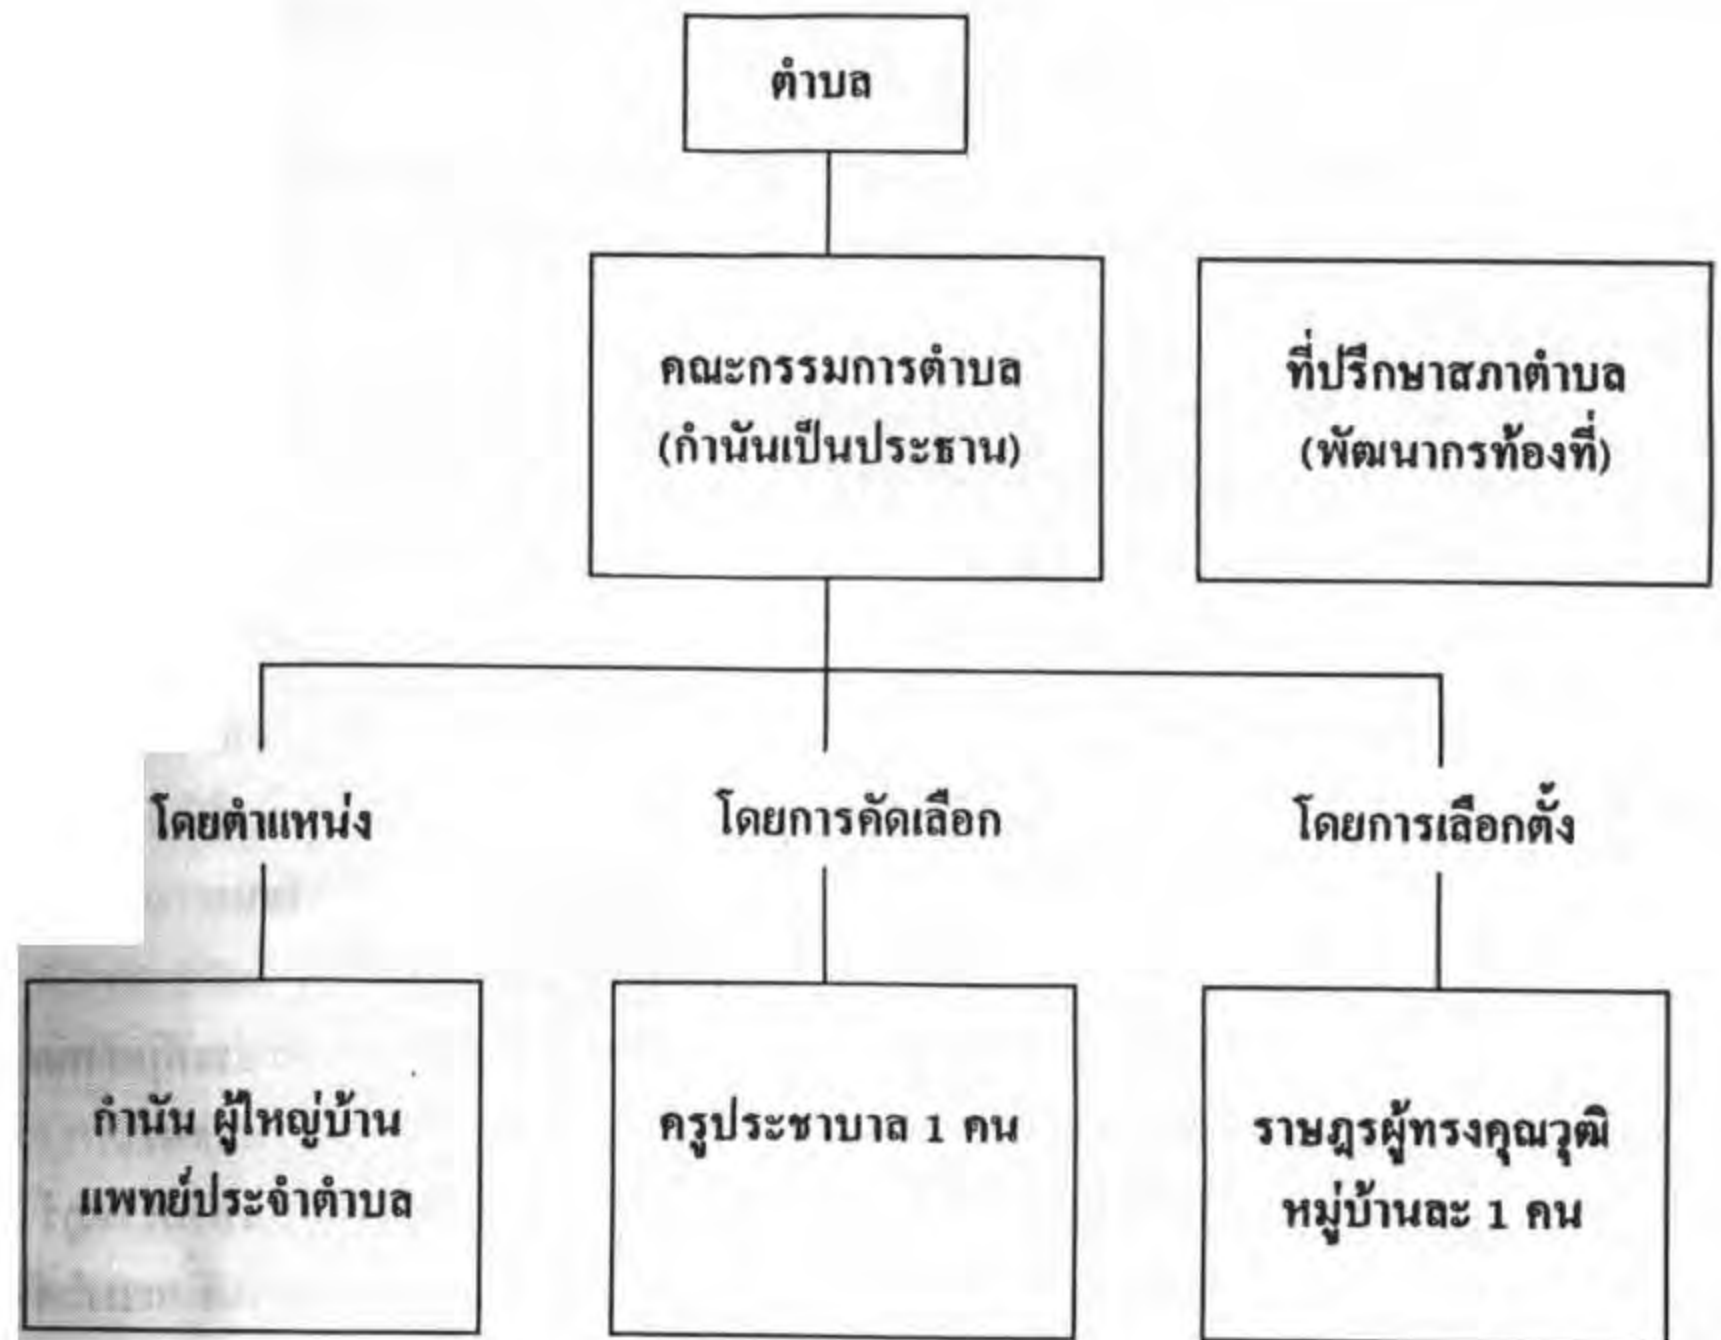 ตำบล
คณะกรรมการตำบล
(กำนันเป็นประธาน)
ที่ปรึกษาสภาตำบล
(พัฒนากรท้องที่)
โดยตำแหน่ง
โดยการคัดเลือก
โดยการเลือกตั้ง
กำนัน ผู้ใหญ่บ้าน
แพทย์ประจำตำบล
ครูประชาบาล 1 คน
ราษฎรผู้ทรงคุณวุฒิ
หมู่บ้านละ 1 คน